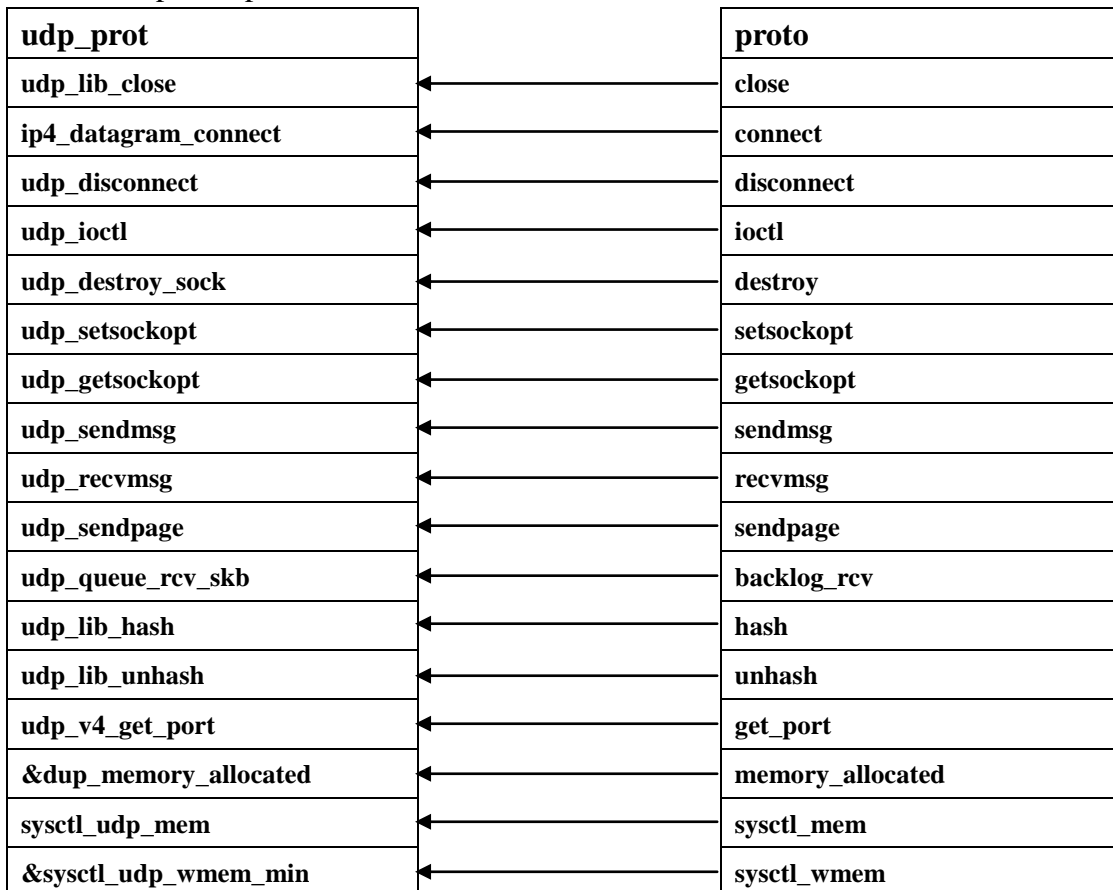 udp_prot proto
udp_lib_close close
ip4_datagram_connect connect
udp_disconnect disconnect
udp_ioctl ioctl
udp_destroy_sock destroy
udp_setsockopt setsockopt
udp_getsockopt getsockopt
udp_sendmsg sendmsg
udp_recvmsg recvmsg
udp_sendpage sendpage
udp_queue_rcv_skb backlog_rcv
udp_lib_hash hash
udp_lib_unhash unhash
udp_v4_get_port get_port
&dup_memory_allocated memory_allocated
sysctl_udp_mem sysctl_mem
&sysctl_udp_wmem_min sysctl_wmem